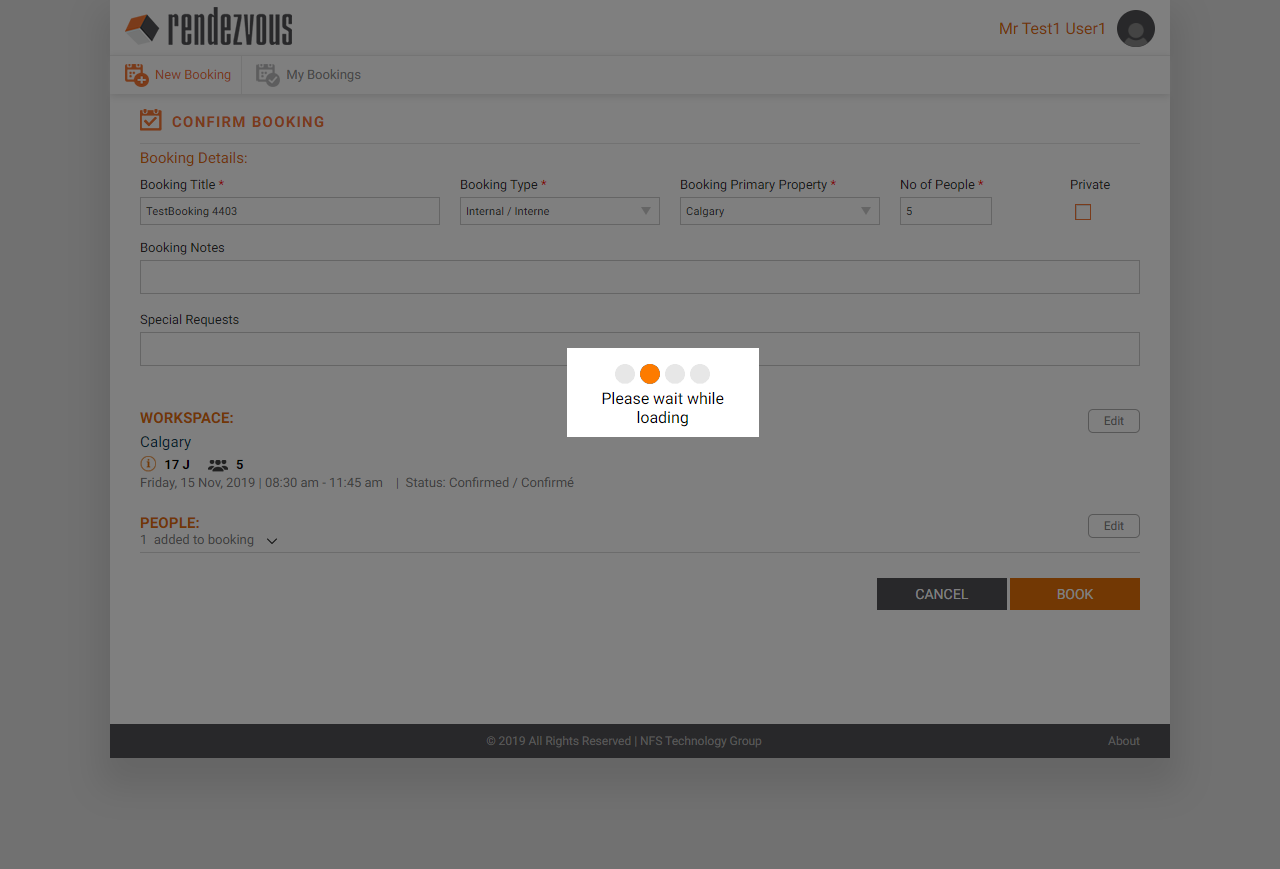 rendezvous
Mr Test1 User1
New Booking
My Bookings
CONFIRM BOOKING
Booking Details:
Booking Title *
Booking Type *
Booking Primary Property *
No of People *
Private
TestBooking 4403
Internal / Interne
Calgary
5
Booking Notes
Special Requests
Please wait while
loading
WORKSPACE:
Edit
Calgary
17 J
5
Friday, 15 Nov, 2019 | 08:30 am - 11:45 am | Status: Confirmed / Confirmé
PEOPLE:
Edit
1 added to booking
CANCEL
BOOK
© 2019 All Rights Reserved | NFS Technology Group
About